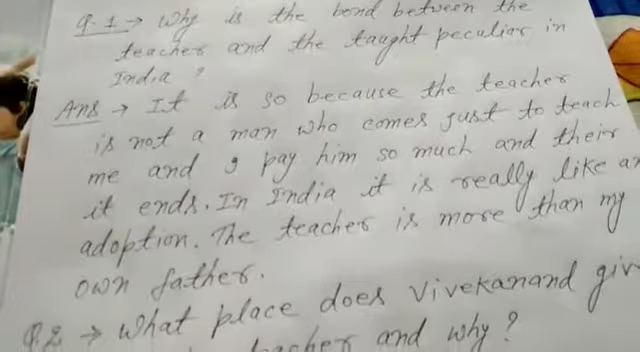 Q.1 → Why is the bond between the
teacher and the taught peculiar in
India?
Ans → It is so because the teacher
is not a man who comes just to teach
me and I pay him so much and their
it ends. In India it is really like an
adoption. The teacher is more than my
own father.
Q.2 → What place does Vivekanand
and why?